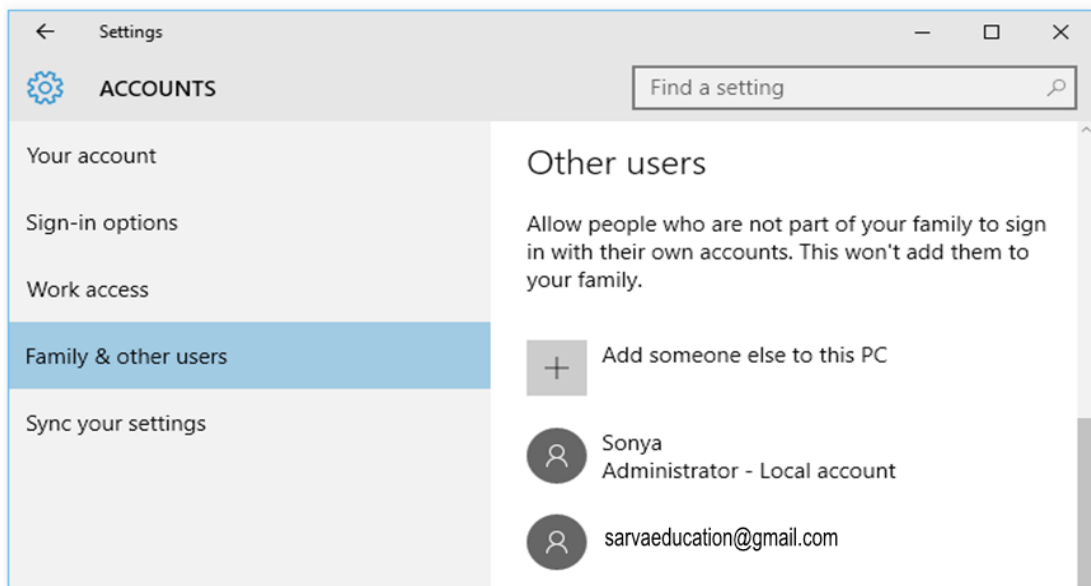 Settings
ACCOUNTS
Find a setting
Your account
Sign-in options
Work access
Family & other users
Sync your settings
Other users
Allow people who are not part of your family to sign
in with their own accounts. This won't add them to
your family.
Add someone else to this PC
Sonya
Administrator - Local account
sarvaeducation@gmail.com